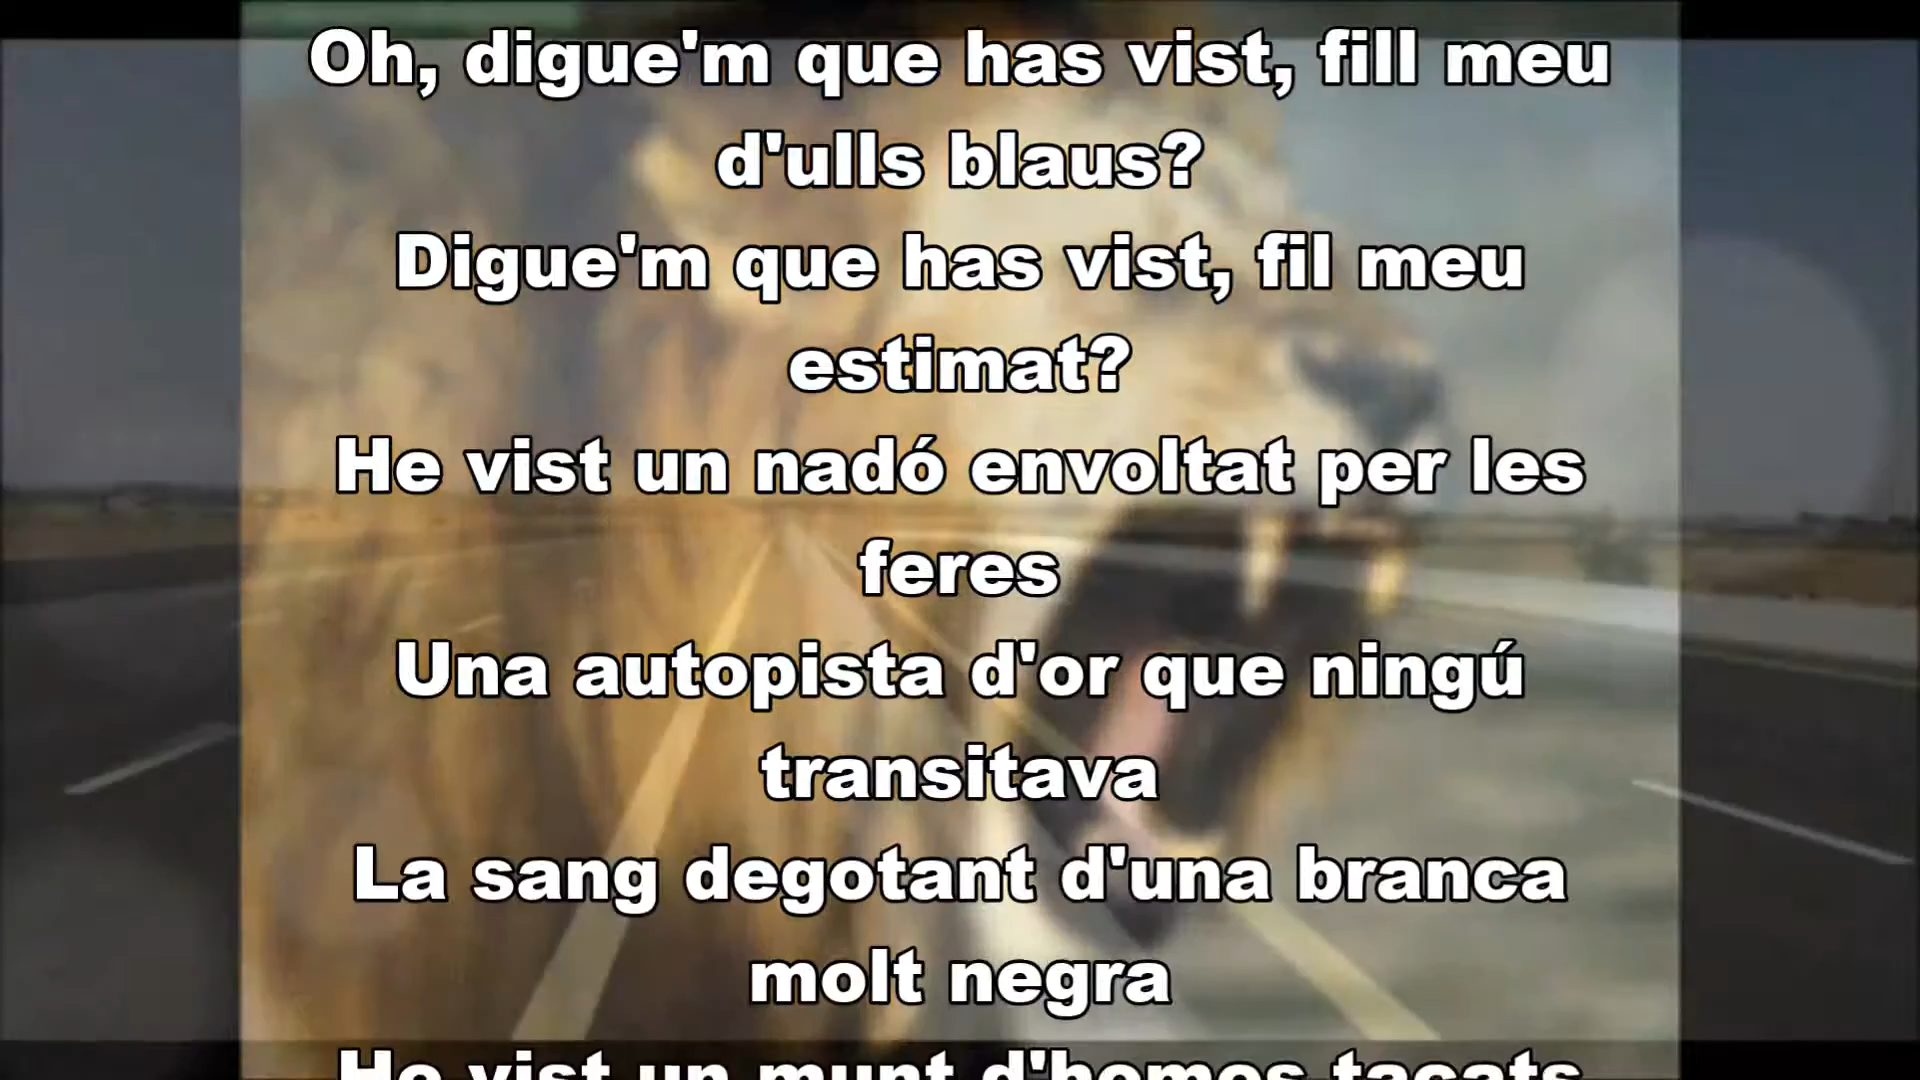 Oh, digue'm que has vist, fill meu
d'ulls blaus?
Digue'm que has vist, fil meu
estimat?
He vist un nadó envoltat per les
feres
Una autopista d'or que ningú
transitava
La sang degotant d'una branca
molt negra
He vist un munt d'homes tacats